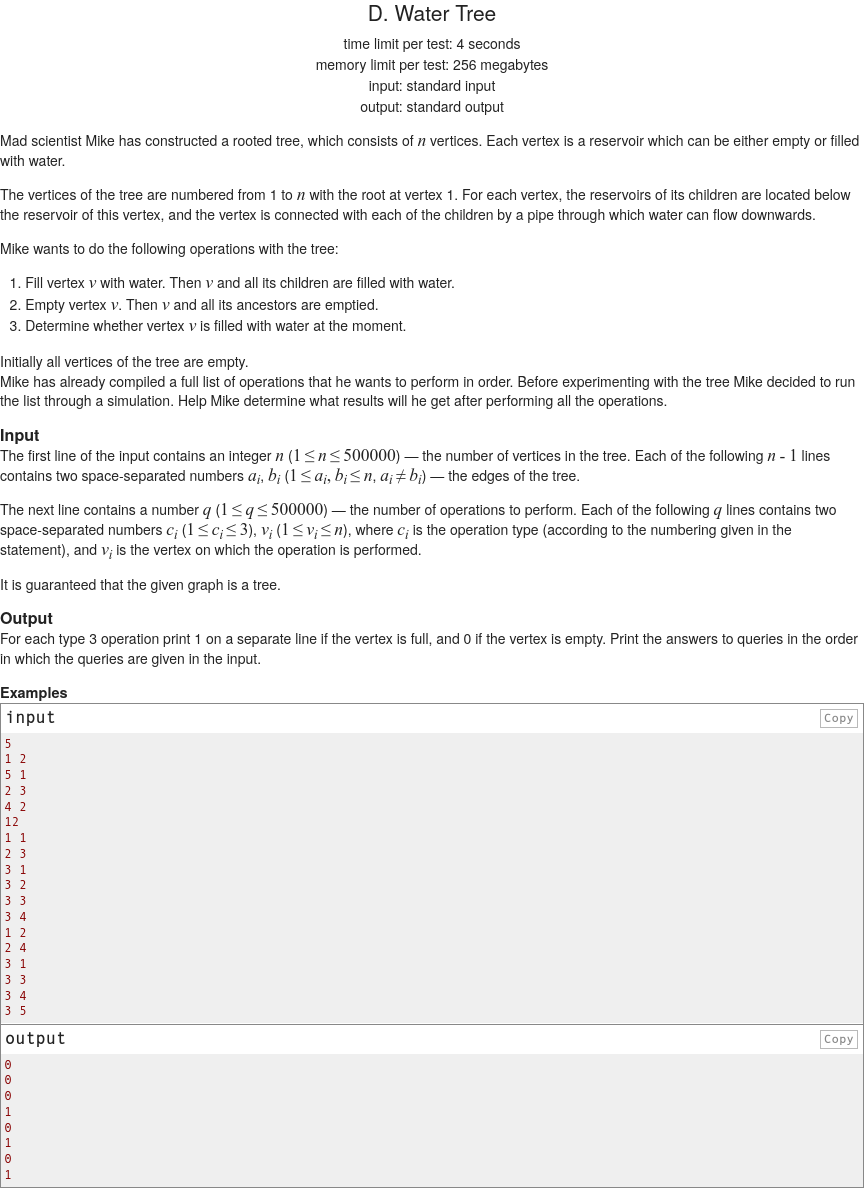 D. Water Tree
time limit per test: 4 seconds
memory limit per test: 256 megabytes
input: standard input
output: standard output
Mad scientist Mike has constructed a rooted tree, which consists of n vertices. Each vertex is a reservoir which can be either empty or filled
with water.
The vertices of the tree are numbered from 1 to n with the root at vertex 1. For each vertex, the reservoirs of its children are located below
the reservoir of this vertex, and the vertex is connected with each of the children by a pipe through which water can flow downwards.
Mike wants to do the following operations with the tree:
1. Fill vertex v with water. Then v and all its children are filled with water.
2. Empty vertex v. Then v and all its ancestors are emptied.
3. Determine whether vertex v is filled with water at the moment.
Initially all vertices of the tree are empty.
Mike has already compiled a full list of operations that he wants to perform in order. Before experimenting with the tree Mike decided to run
the list through a simulation. Help Mike determine what results will he get after performing all the operations.
Input
The first line of the input contains an integer n (1 ≤ n ≤ 500000) — the number of vertices in the tree. Each of the following n - 1 lines
contains two space-separated numbers a_i, b_i (1 ≤ a_i, b_i ≤ n, a_i ≠ b_i) — the edges of the tree.
The next line contains a number q (1 ≤ q ≤ 500000) — the number of operations to perform. Each of the following q lines contains two
space-separated numbers c_i (1 ≤ c_i ≤ 3), v_i (1 ≤ v_i ≤ n), where c_i is the operation type (according to the numbering given in the
statement), and v_i is the vertex on which the operation is performed.
It is guaranteed that the given graph is a tree.
Output
For each type 3 operation print 1 on a separate line if the vertex is full, and 0 if the vertex is empty. Print the answers to queries in the order
in which the queries are given in the input.
Examples
input Copy
5
1 2
5 1
2 3
4 2
12
1 1
2 3
3 1
3 2
3 3
3 4
1 2
2 4
3 1
3 3
3 4
3 5
output Copy
0
0
0
1
0
1
0
1